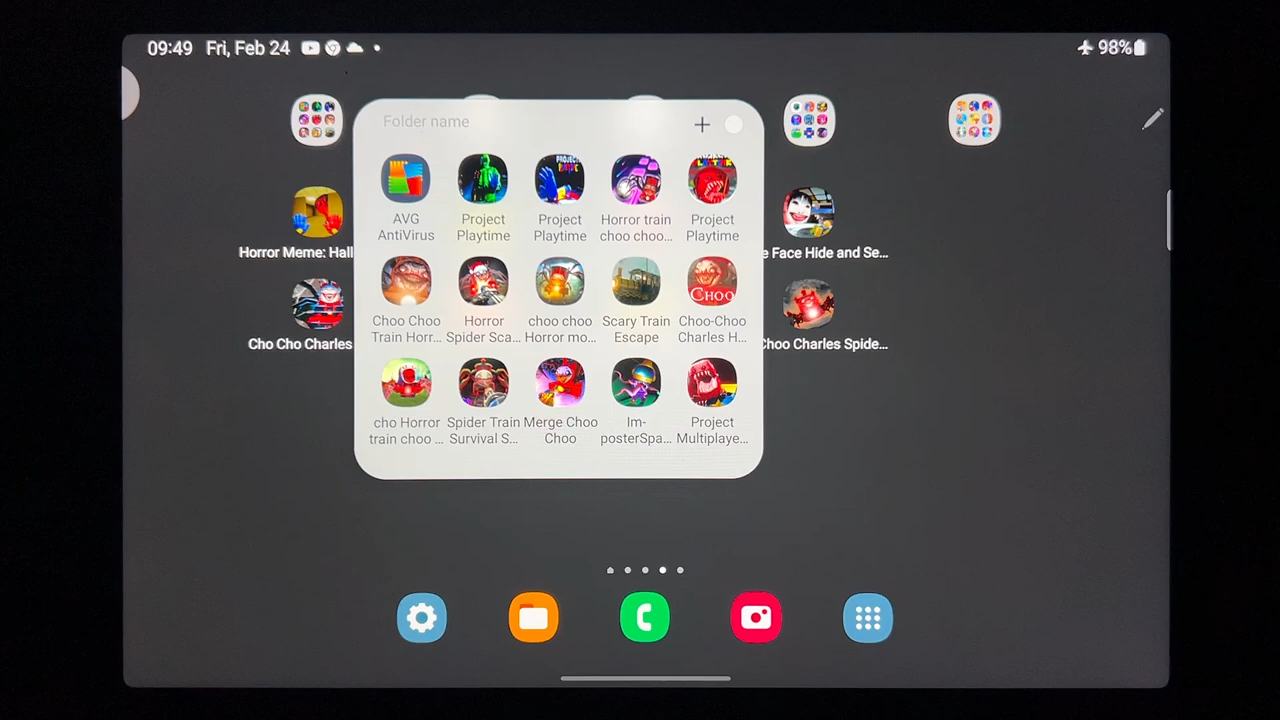 09:49 Fri, Feb 24
98%
Folder name
AVG
AntiVirus
Project
Playtime
Project
Playtime
Horror train
choo choo...
Project
Playtime
Horror Meme: Hall
e Face Hide and Se...
Choo Choo
Train Horr...
Horror
Spider Sca...
choo choo
Horror mo...
Scary Train
Escape
CHOO
Choo-Choo
Charles H...
Cho Cho Charles
Choo Charles Spide...
cho Horror
train choo ...
Spider Train
Survival S...
Merge Choo
Choo
Im-
posterSpa...
Project
Multiplaye...